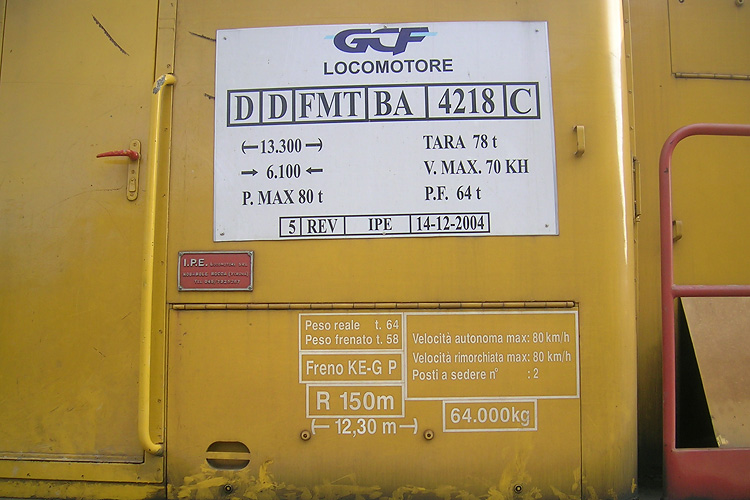 GCF
LOCOMOTORE
D D FMT BA 4218 C
13.300 TARA 78 t
6.100 V. MAX. 70 KH
P. MAX 80 t P.F. 64 t
5 REV IPE 14-12-2004
I.P.E.
Peso reale t. 64
Peso frenato t. 58
Freno KE-G P
R 150m
12,30 m
Velocità autonoma max: 80 km/h
Velocità rimorchiata max: 80 km/h
Posti a sedere n° : 2
64.000kg